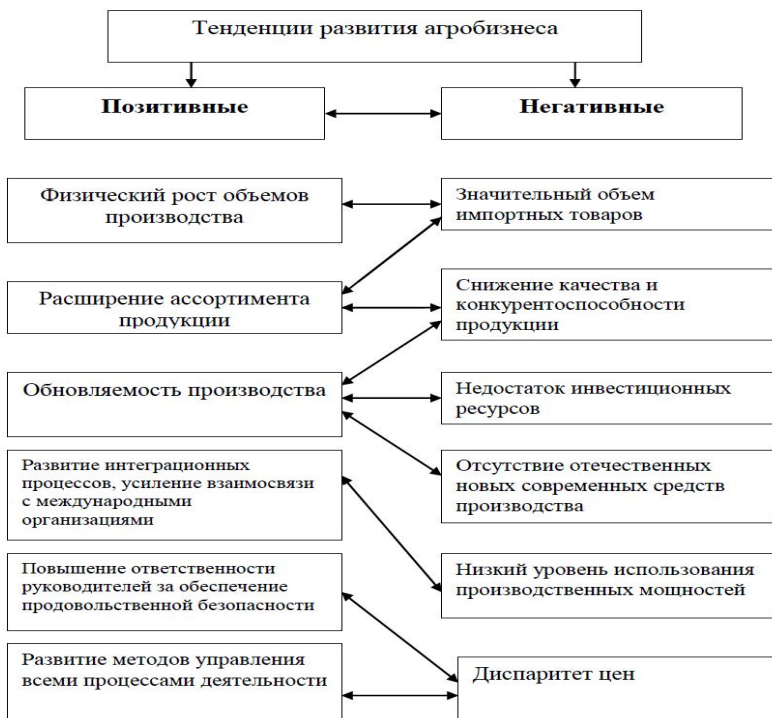 Тенденции развития агробизнеса
Позитивные
Негативные
Физический рост объемов
производства
Значительный объем
импортных товаров
Расширение ассортимента
продукции
Снижение качества и
конкурентоспособности
продукции
Обновляемость производства
Недостаток инвестиционных
ресурсов
Развитие интеграционных
процессов, усиление взаимосвязи
с международными
организациями
Отсутствие отечественных
новых современных средств
производства
Повышение ответственности
руководителей за обеспечение
продовольственной безопасности
Низкий уровень использования
производственных мощностей
Развитие методов управления
всеми процессами деятельности
Диспаритет цен